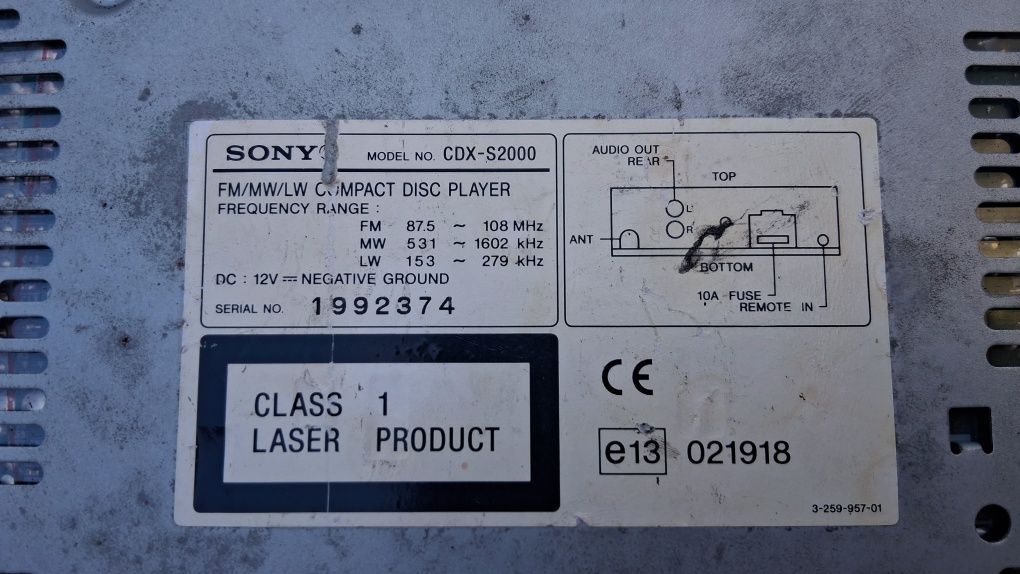 SONY® MODEL NO. CDX-S2000
FM/MW/LW COMPACT DISC PLAYER
FREQUENCY RANGE :
FM 87.5 ~ 108 MHz
MW 531 ~ 1602 kHz
LW 153 ~ 279 kHz
DC : 12V ⎓ NEGATIVE GROUND
SERIAL NO. 1992374
AUDIO OUT
REAR
TOP
L
R
ANT
BOTTOM
10A FUSE
REMOTE IN
CLASS 1
LASER PRODUCT
CE
e13 021918
3-259-957-01